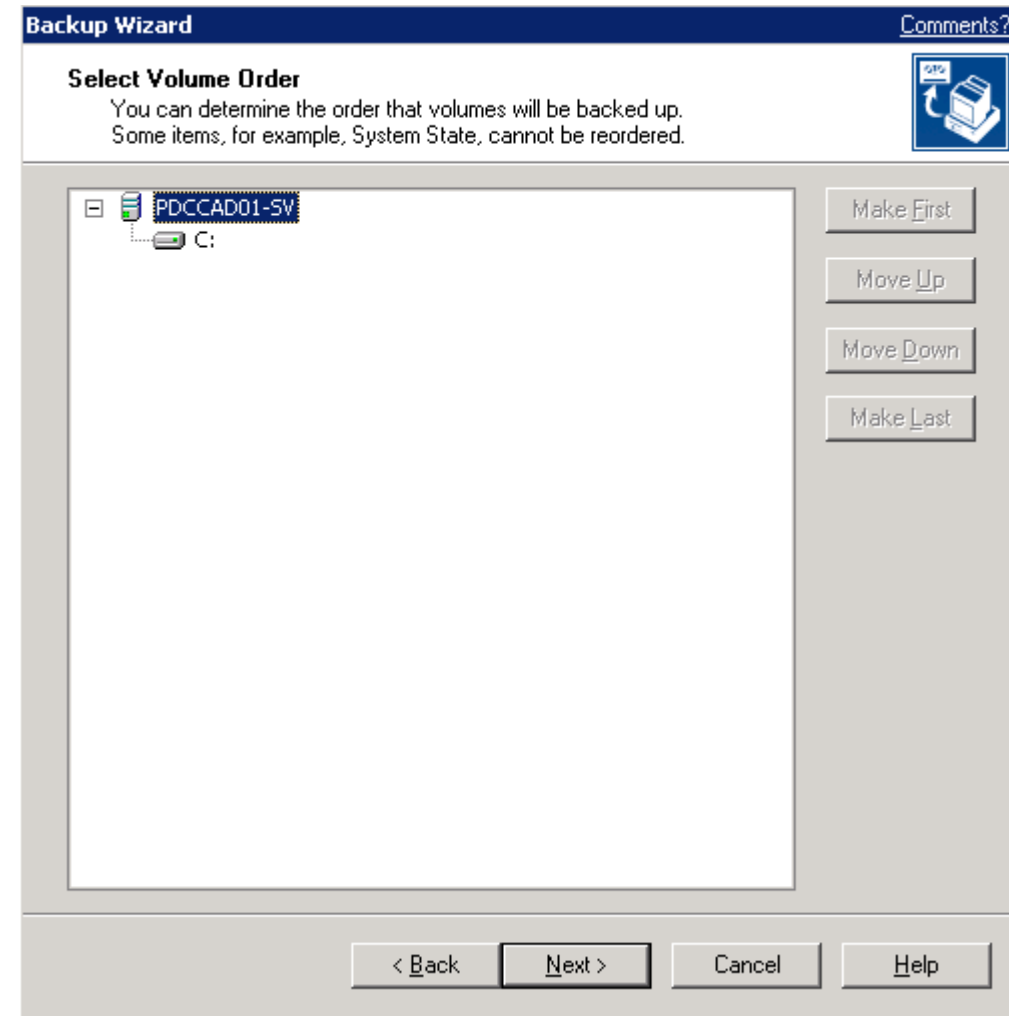 Backup Wizard Comments?
Select Volume Order
You can determine the order that volumes will be backed up.
Some items, for example, System State, cannot be reordered.
PDCCAD01-SV
C:
Make First
Move Up
Move Down
Make Last
< Back Next > Cancel Help